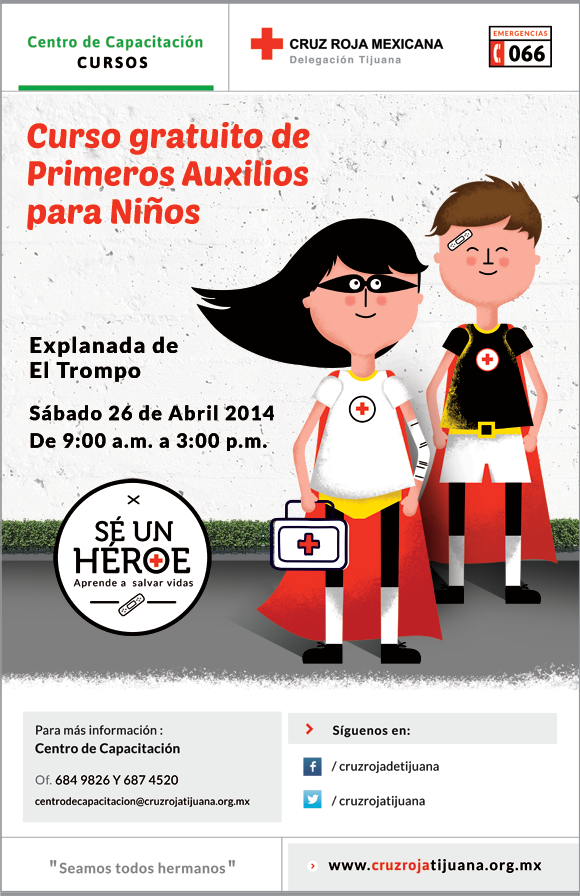 Centro de Capacitación
CURSOS
CRUZ ROJA MEXICANA
Delegación Tijuana
EMERGENCIAS
066
Curso gratuito de
Primeros Auxilios
para Niños
Explanada de
El Trompo
Sábado 26 de Abril 2014
De 9:00 a.m. a 3:00 p.m.
SÉ UN
HÉROE
Aprende a salvar vidas
Para más información :
Centro de Capacitación
Of. 684 9826 Y 687 4520
centrodecapacitacion@cruzrojatijuana.org.mx
Síguenos en:
/ cruzrojadetijuana
/ cruzrojatijuana
"Seamos todos hermanos"
www.cruzrojatijuana.org.mx